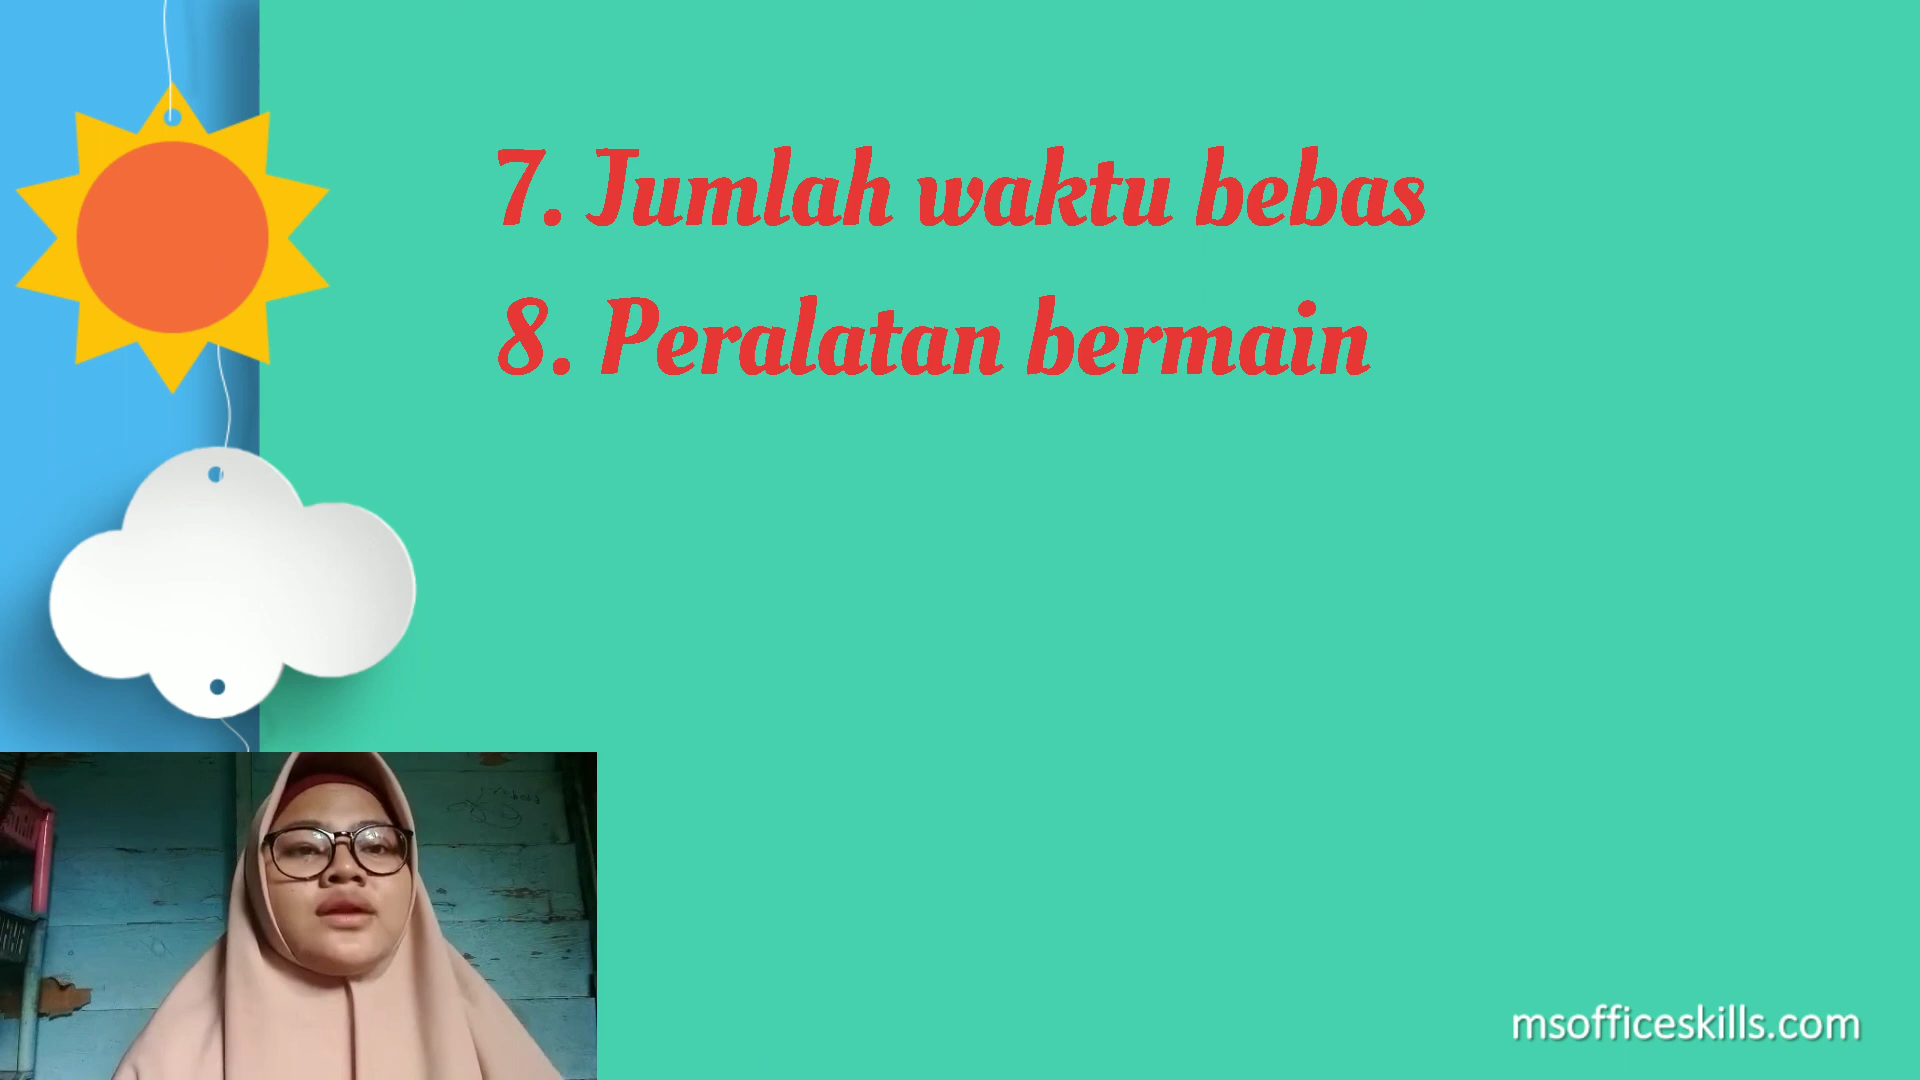 7. Jumlah waktu bebas
8. Peralatan bermain
msofficeskills.com